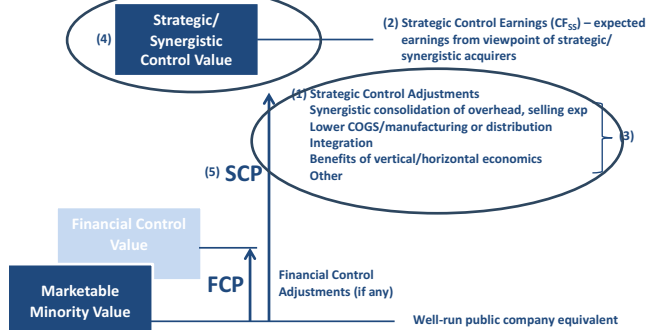 (4)
Strategic/
Synergistic
Control Value
(2) Strategic Control Earnings (CFSS) – expected
earnings from viewpoint of strategic/
synergistic acquirers
(1) Strategic Control Adjustments
Synergistic consolidation of overhead, selling exp
Lower COGS/manufacturing or distribution
Integration
Benefits of vertical/horizontal economics
Other
(3)
(5) SCP
Financial Control
Value
FCP
Financial Control
Adjustments (if any)
Marketable
Minority Value
Well-run public company equivalent